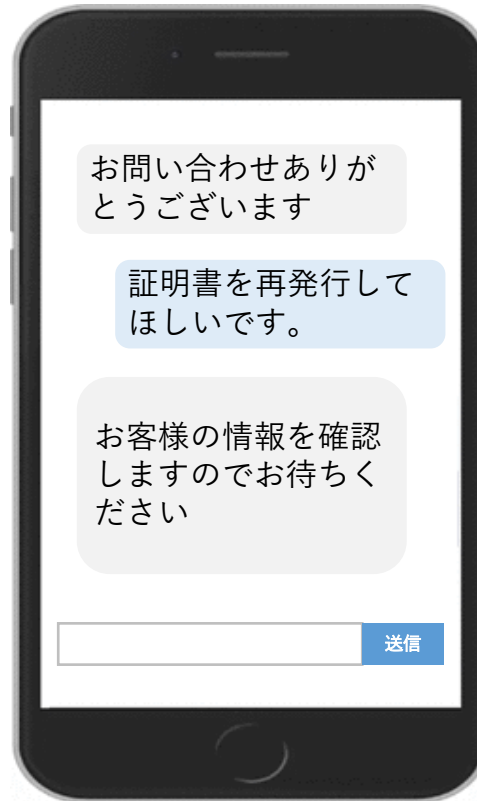 お問い合わせありが
とうございます
証明書を再発行して
ほしいです。
お客様の情報を確認
しますのでお待ちく
ださい
送信